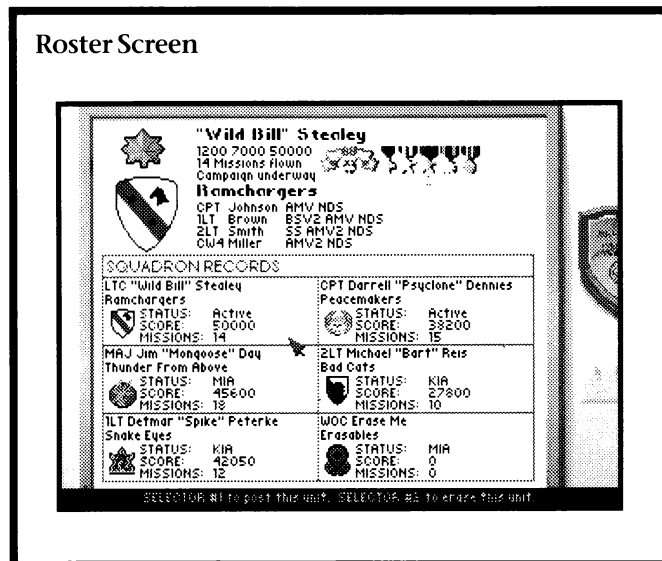 Roster Screen
"Wild Bill" Stealey
1200 7000 50000
14 Missions flown
Campaign underway
Ramchargers
CPT Johnson AMV NDS
1LT Brown BSV2 AMV NDS
2LT Smith SS AMV2 NDS
CW4 Miller AMV2 NDS
SQUADRON RECORDS
LTC "Wild Bill" Stealey
Ramchargers
STATUS: Active
SCORE: 50000
MISSIONS: 14
CPT Darrell "Psyclone" Dennies
Peacemakers
STATUS: Active
SCORE: 38200
MISSIONS: 15
MAJ Jim "Mongoose" Day
Thunder From Above
STATUS: MIA
SCORE: 45600
MISSIONS: 18
2LT Michael "Bart" Reis
Bad Cats
STATUS: KIA
SCORE: 27800
MISSIONS: 10
1LT Detmar "Spike" Peterke
Snake Eyes
STATUS: KIA
SCORE: 42050
MISSIONS: 12
WOC Erase Me
Erasables
STATUS: MIA
SCORE: 0
MISSIONS: 0
SELECTOR #1 to post this unit. SELECTOR #2 to erase this unit.